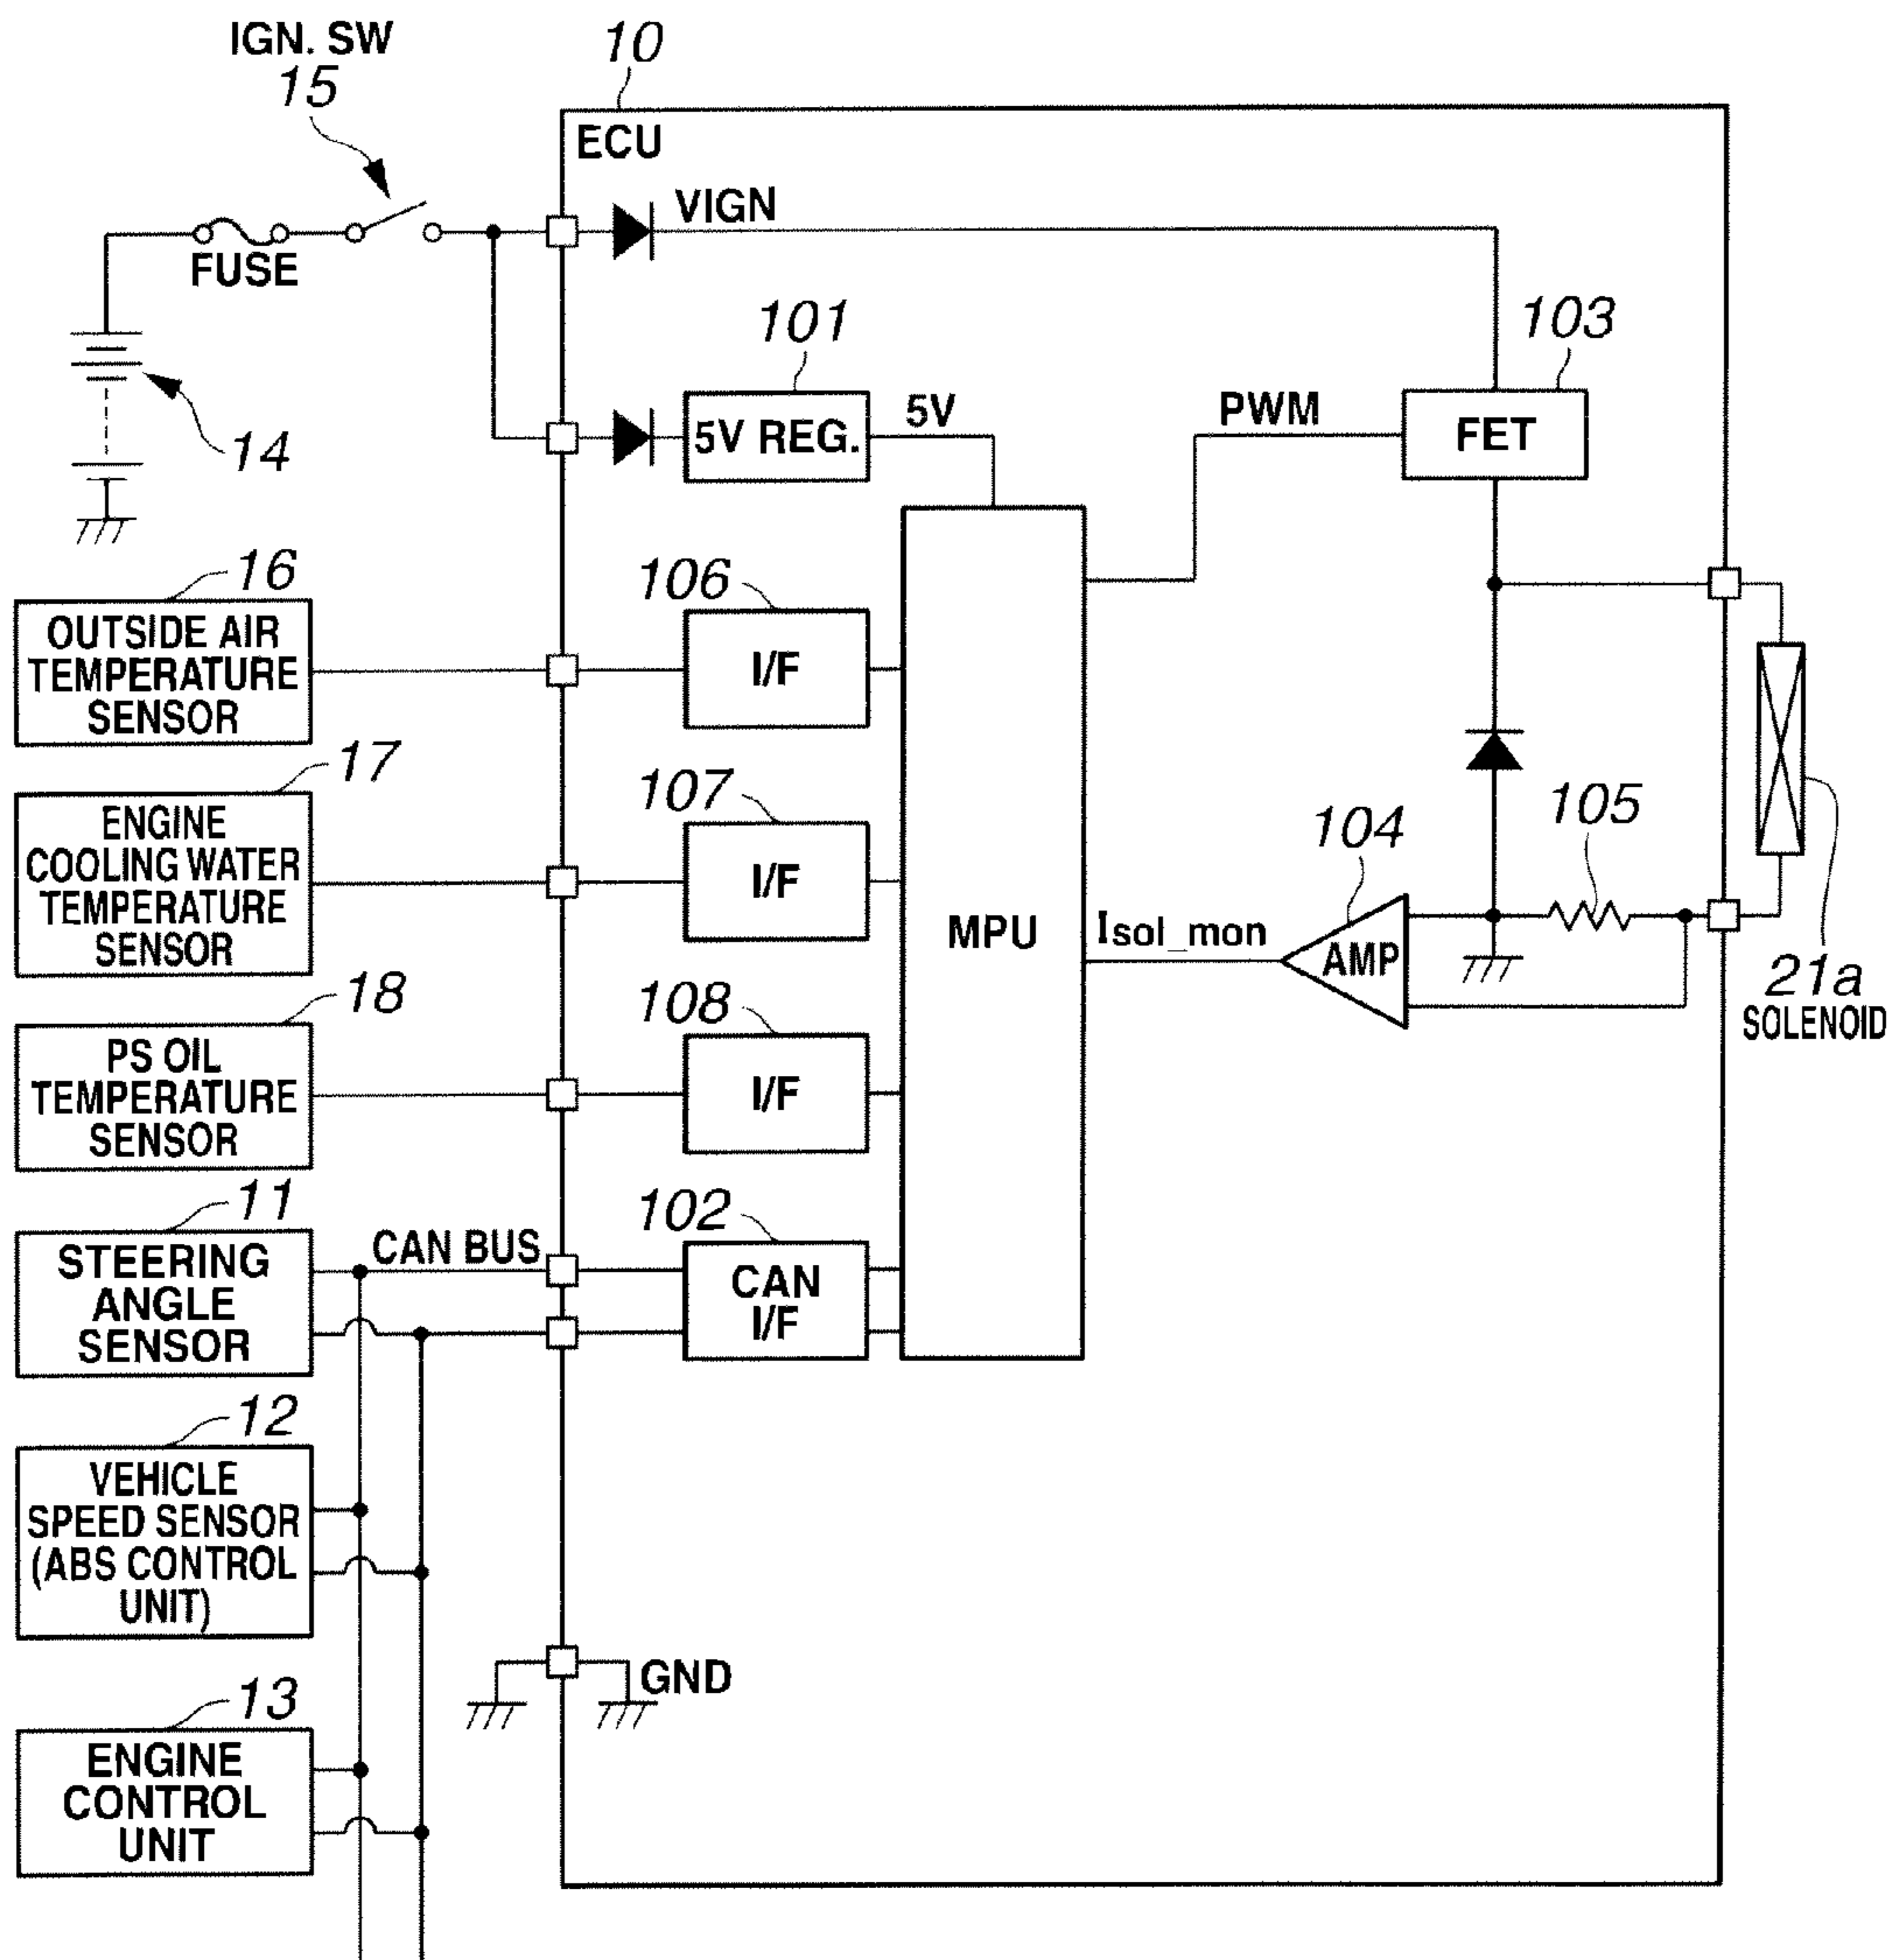 IGN. SW
15
10
ECU
VIGN
FUSE
101
103
5V REG.
5V
PWM
FET
14
16
OUTSIDE AIR
TEMPERATURE
SENSOR
106
I/F
17
ENGINE
COOLING WATER
TEMPERATURE
SENSOR
107
I/F
MPU
Isol_mon
104
AMP
105
21a
SOLENOID
18
PS OIL
TEMPERATURE
SENSOR
108
I/F
11
STEERING
ANGLE
SENSOR
CAN BUS
102
CAN
I/F
12
VEHICLE
SPEED SENSOR
(ABS CONTROL
UNIT)
GND
13
ENGINE
CONTROL
UNIT